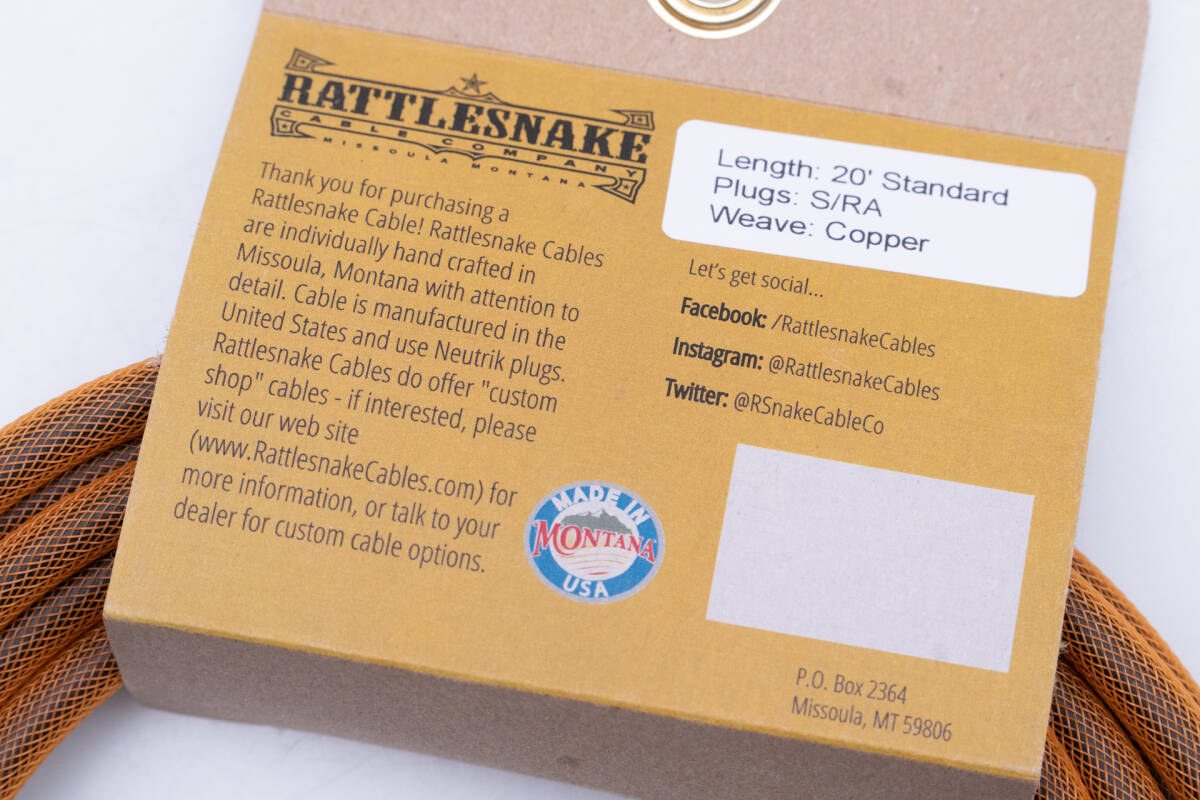 RATTLESNAKE
CABLE COMPANY
MISSOULA MONTANA
Thank you for purchasing a
Rattlesnake Cable! Rattlesnake Cables
are individually hand crafted in
Missoula, Montana with attention to
detail. Cable is manufactured in the
United States and use Neutrik plugs.
Rattlesnake Cables do offer "custom
shop" cables - if interested, please
visit our web site
(www.RattlesnakeCables.com) for
more information, or talk to your
dealer for custom cable options.
MADE IN
MONTANA
USA
Length: 20' Standard
Plugs: S/RA
Weave: Copper
Let's get social...
Facebook: /RattlesnakeCables
Instagram: @RattlesnakeCables
Twitter: @RSnakeCableCo
P.O. Box 2364
Missoula, MT 59806